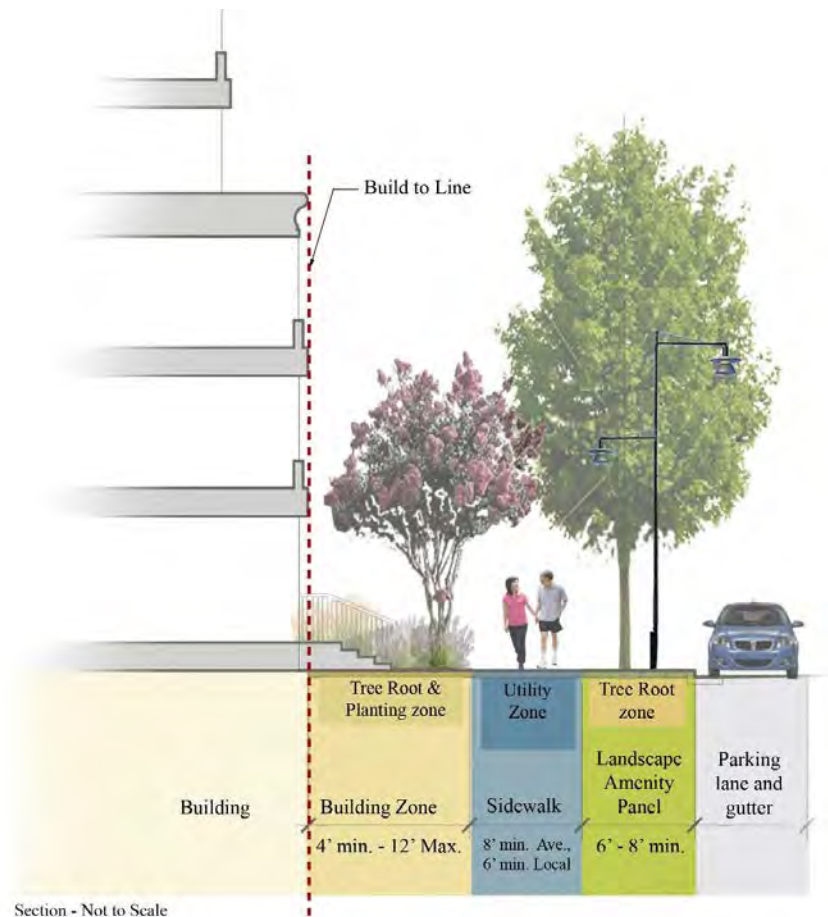 Build to Line
Tree Root &
Planting zone
Utility
Zone
Tree Root
zone
Building
Building Zone
Sidewalk
Landscape
Amenity
Panel
Parking
lane and
gutter
4’ min. - 12’ Max.
8’ min. Ave.,
6’ min. Local
6’ - 8’ min.
Section - Not to Scale